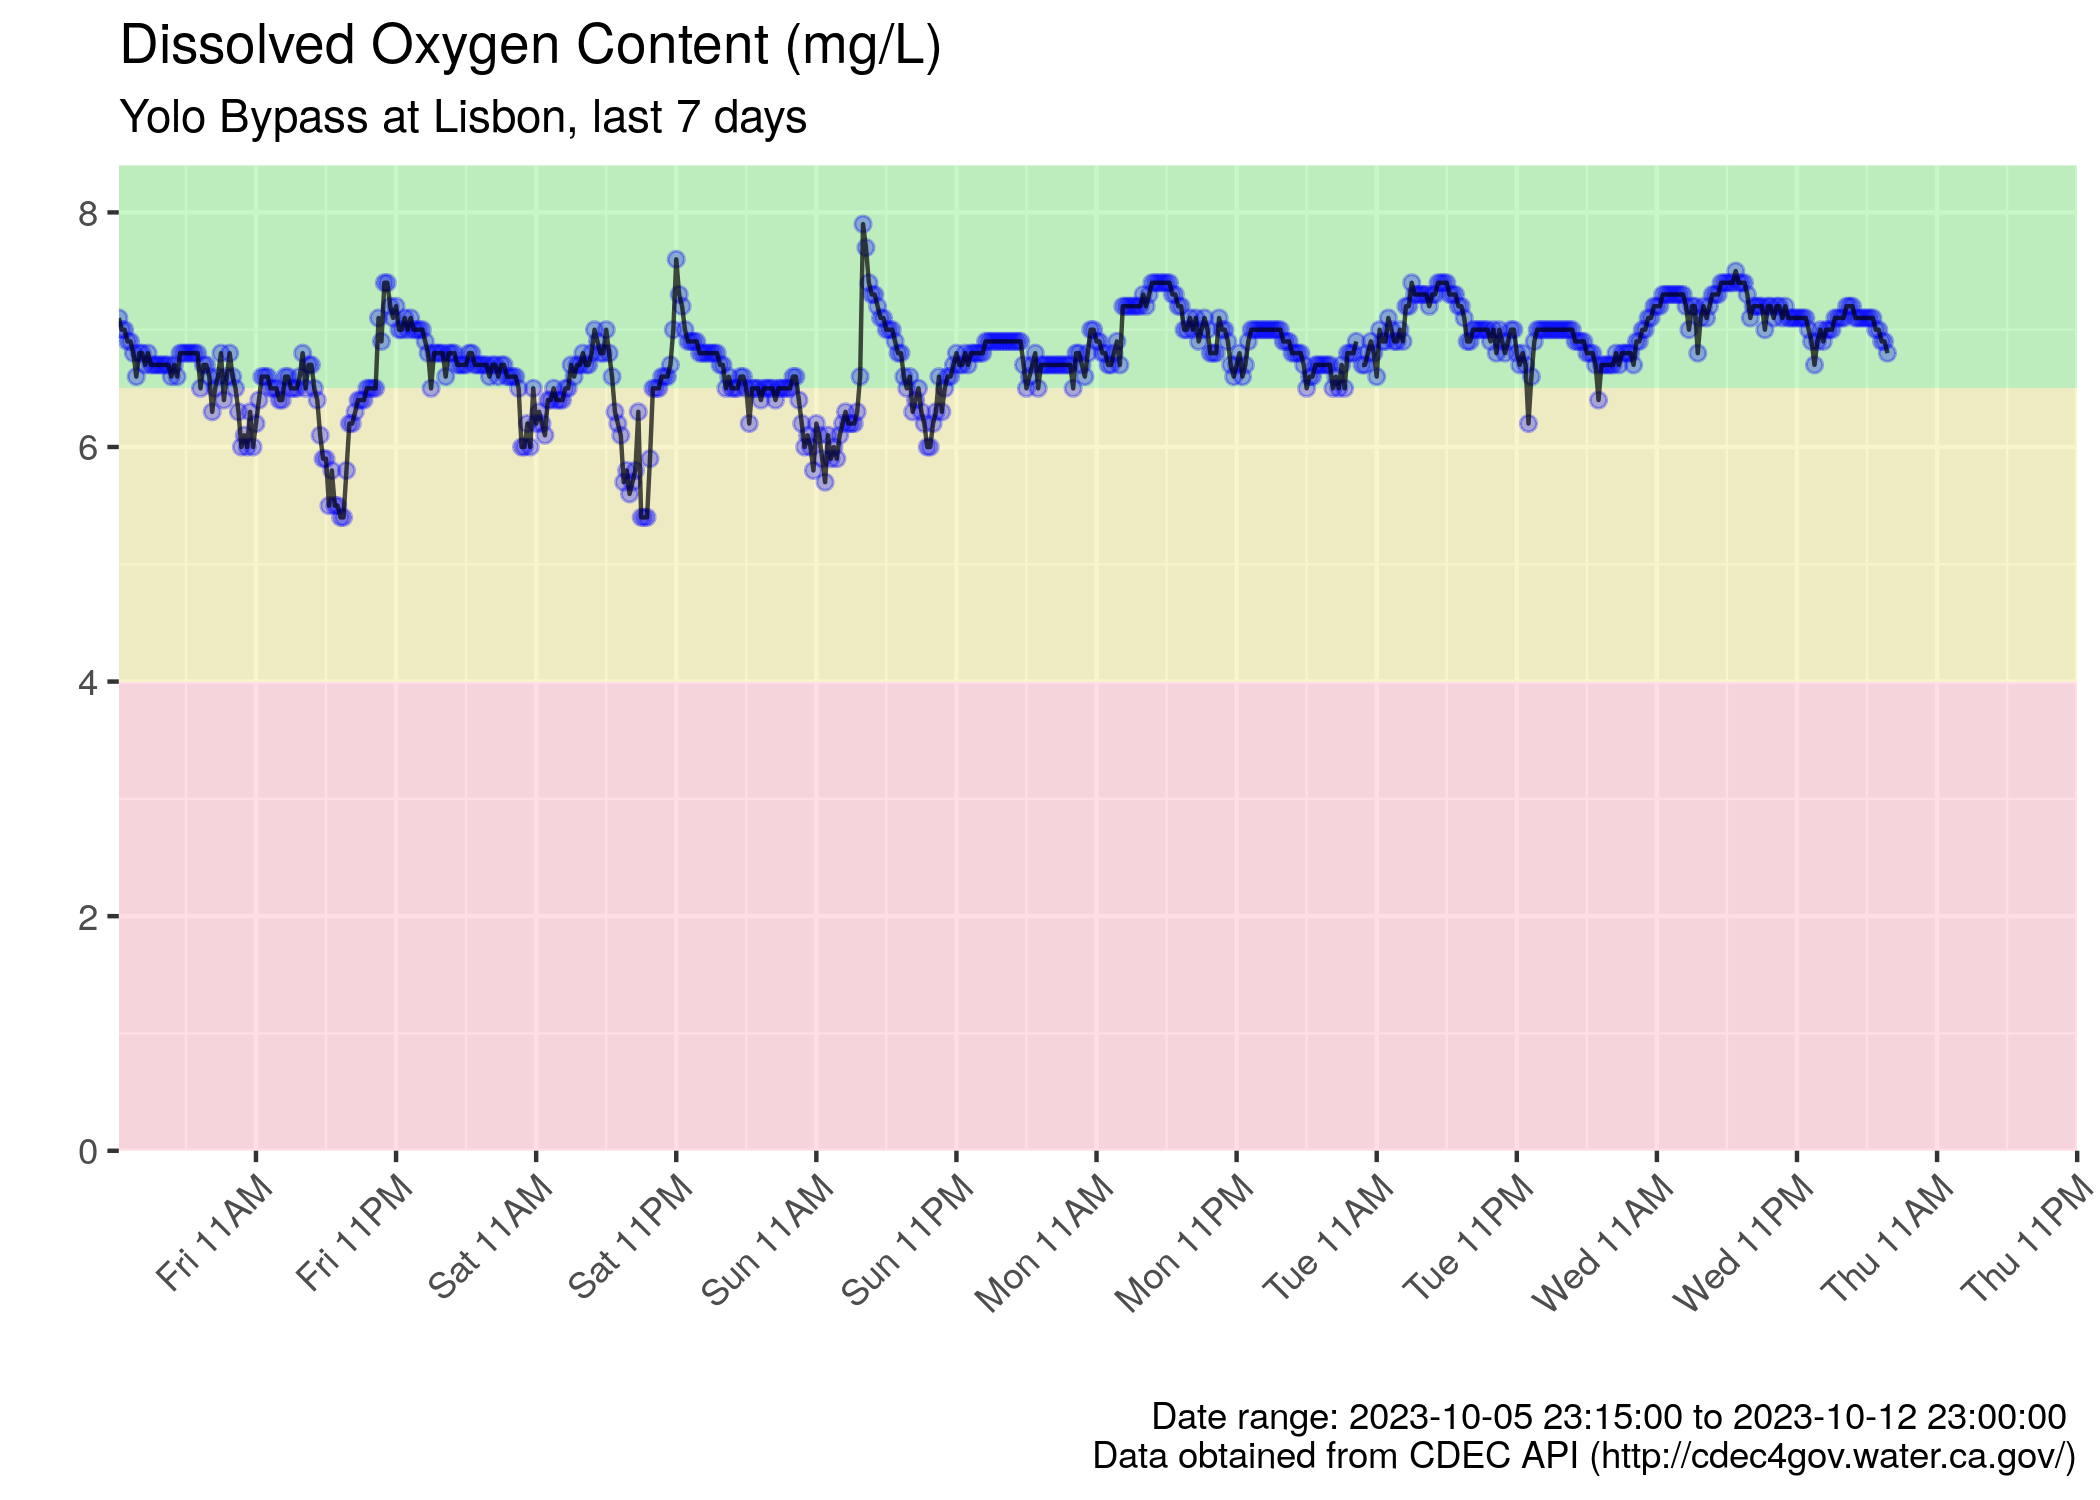 Dissolved Oxygen Content (mg/L)
Yolo Bypass at Lisbon, last 7 days
8
6
4
2
0
Fri 11AM
Fri 11PM
Sat 11AM
Sat 11PM
Sun 11AM
Sun 11PM
Mon 11AM
Mon 11PM
Tue 11AM
Tue 11PM
Wed 11AM
Wed 11PM
Thu 11AM
Thu 11PM
Date range: 2023-10-05 23:15:00 to 2023-10-12 23:00:00
Data obtained from CDEC API (http://cdec4gov.water.ca.gov/)